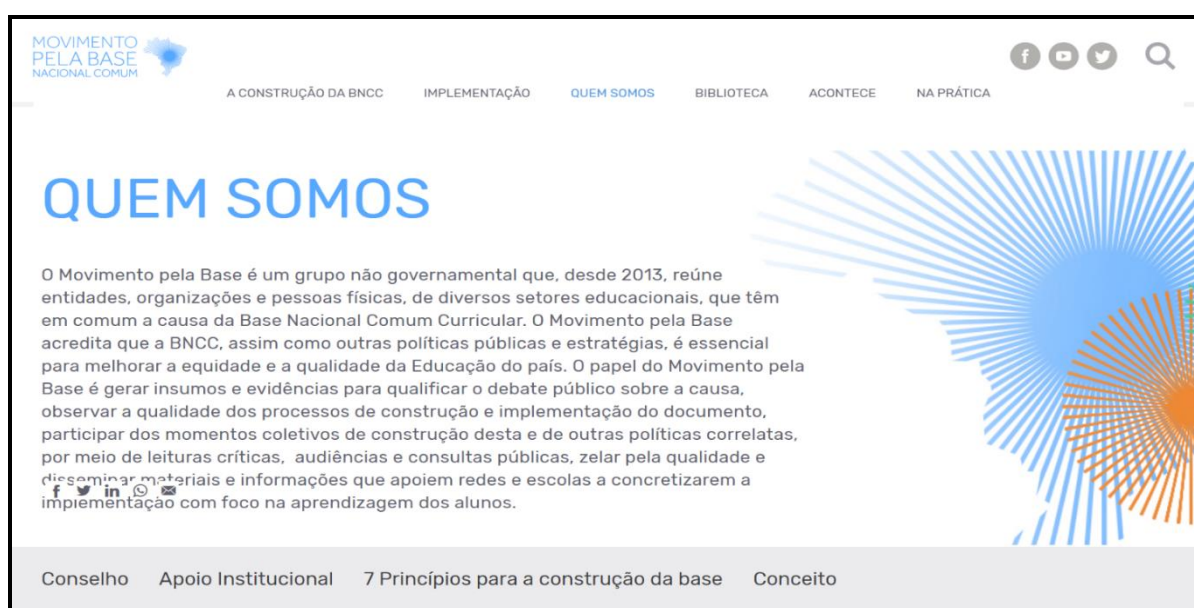 MOVIMENTO
PELA BASE
NACIONAL COMUM
A CONSTRUÇÃO DA BNCC IMPLEMENTAÇÃO QUEM SOMOS BIBLIOTECA ACONTECE NA PRÁTICA
QUEM SOMOS
O Movimento pela Base é um grupo não governamental que, desde 2013, reúne
entidades, organizações e pessoas físicas, de diversos setores educacionais, que têm
em comum a causa da Base Nacional Comum Curricular. O Movimento pela Base
acredita que a BNCC, assim como outras políticas públicas e estratégias, é essencial
para melhorar a equidade e a qualidade da Educação do país. O papel do Movimento pela
Base é gerar insumos e evidências para qualificar o debate público sobre a causa,
observar a qualidade dos processos de construção e implementação do documento,
participar dos momentos coletivos de construção desta e de outras políticas correlatas,
por meio de leituras críticas, audiências e consultas públicas, zelar pela qualidade e
disseminar materiais e informações que apoiem redes e escolas a concretizarem a
implementação com foco na aprendizagem dos alunos.
Conselho Apoio Institucional 7 Princípios para a construção da base Conceito